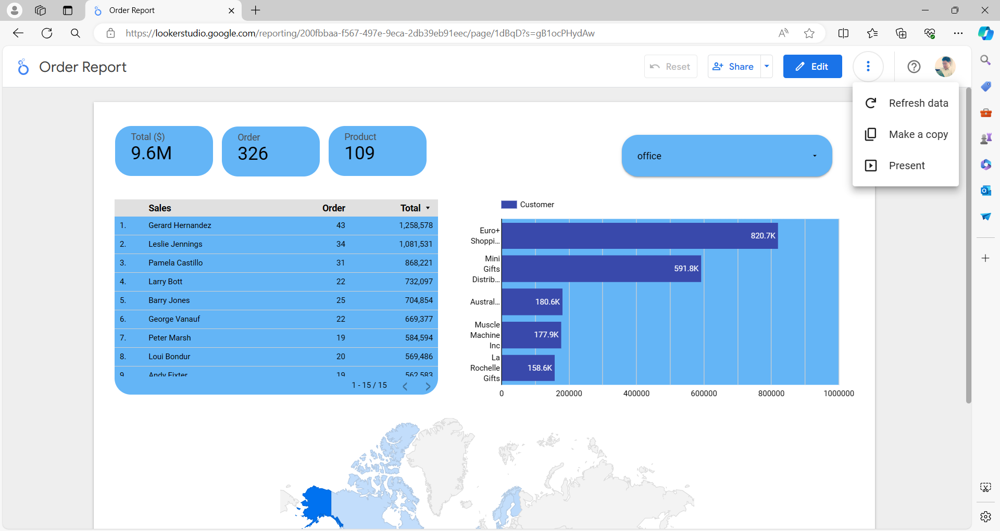 Order Report
https://lookerstudio.google.com/reporting/200fbbaa-f567-497e-9eca-2db39eb91eec/page/1dBqD?s=gB1ocPHydAw
Order Report
Reset
Share
Edit
Refresh data
Make a copy
Present
Total ($)
9.6M
Order
326
Product
109
office
Sales Order Total
1. Gerard Hernandez 43 1,258,578
2. Leslie Jennings 34 1,081,531
3. Pamela Castillo 31 868,221
4. Larry Bott 22 732,097
5. Barry Jones 25 704,854
6. George Vanauf 22 669,377
7. Peter Marsh 19 584,594
8. Loui Bondur 20 569,486
9. Andy Fixter 19 562,583
1 - 15 / 15
Customer
Euro+
Shoppi...
820.7K
Mini
Gifts
Distrib...
591.8K
Austral...
180.6K
Muscle
Machine
Inc
177.9K
La
Rochelle
Gifts
158.6K
0 200000 400000 600000 800000 1000000